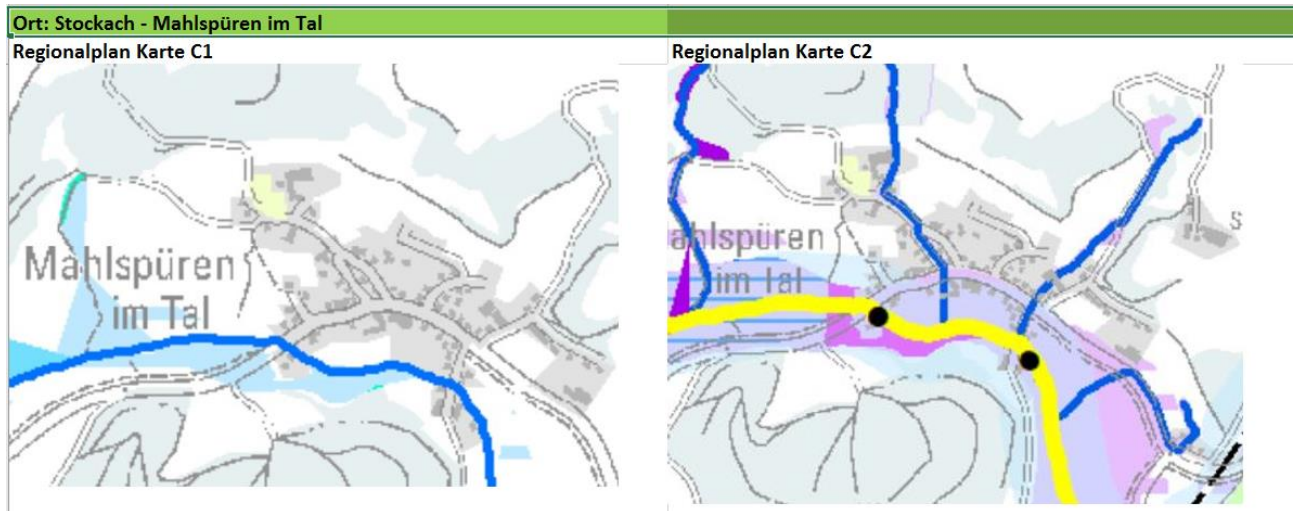 Ort: Stockach - Mahlspüren im Tal
Regionalplan Karte C1
Regionalplan Karte C2
Mahlspüren
im Tal
ahlspüren
im Tal
s